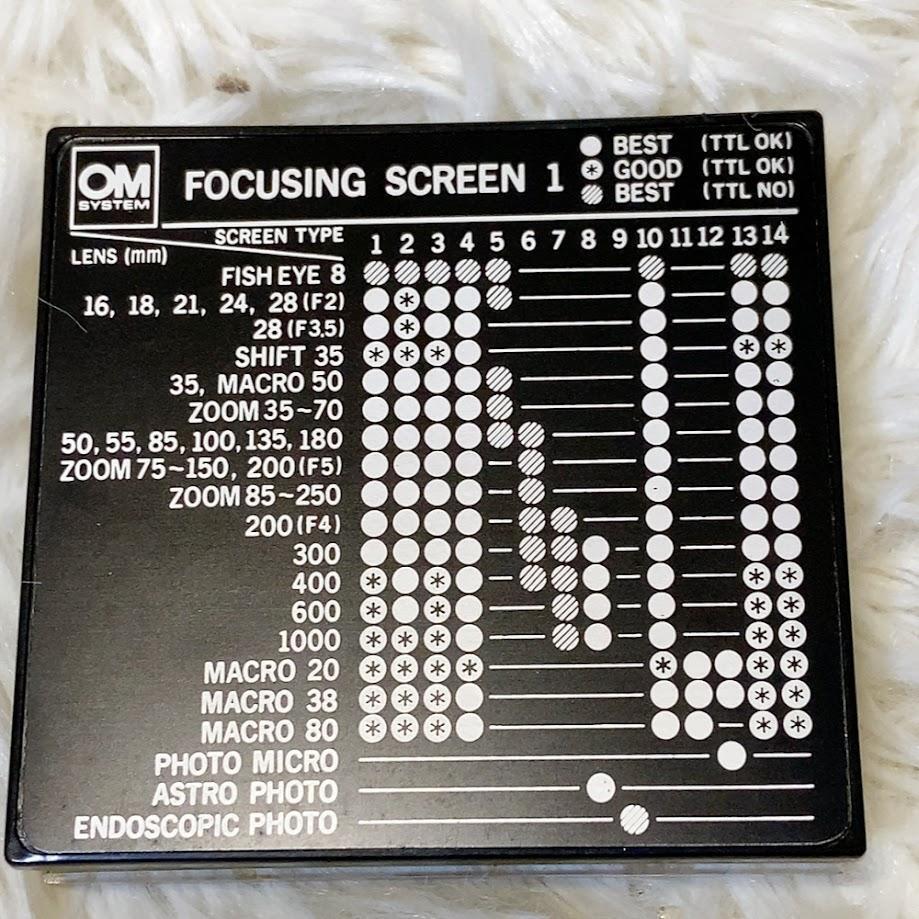 OM
SYSTEM
FOCUSING SCREEN 1
BEST (TTL OK)
* GOOD (TTL OK)
BEST (TTL NO)
SCREEN TYPE 1 2 3 4 5 6 7 8 9 10 11 12 13 14
LENS (mm)
FISH EYE 8
16, 18, 21, 24, 28 (F2) *
28 (F3,5) *
SHIFT 35 * * * * *
35, MACRO 50
ZOOM 35~70
50, 55, 85, 100, 135, 180
ZOOM 75~150, 200 (F5)
ZOOM 85~250
200 (F4)
300
400 * * * *
600 * * * *
1000 * * * * *
MACRO 20 * * * * * * *
MACRO 38 * * * * *
MACRO 80 * * * * *
PHOTO MICRO
ASTRO PHOTO
ENDOSCOPIC PHOTO